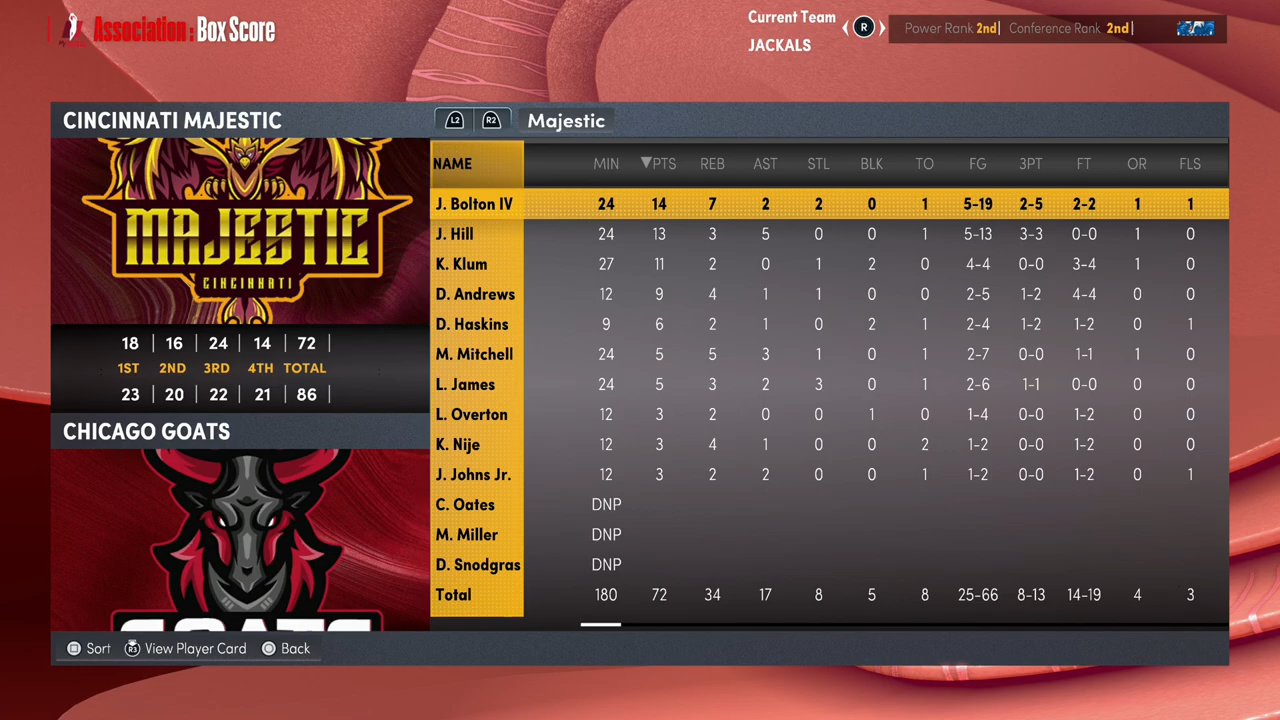 Association : Box Score
Current Team
JACKALS
R
Power Rank 2nd| Conference Rank 2nd|
CINCINNATI MAJESTIC
MAJESTIC
CINCINNATI
18 | 16 | 24 | 14 | 72 |
1ST 2ND 3RD 4TH TOTAL
23 | 20 | 22 | 21 | 86 |
CHICAGO GOATS
GOATS
L2 R2 Majestic
NAME MIN ▼PTS REB AST STL BLK TO FG 3PT FT OR FLS
J. Bolton IV 24 14 7 2 2 0 1 5-19 2-5 2-2 1 1
J. Hill 24 13 3 5 0 0 1 5-13 3-3 0-0 1 0
K. Klum 27 11 2 0 1 2 0 4-4 0-0 3-4 1 0
D. Andrews 12 9 4 1 1 0 0 2-5 1-2 4-4 0 0
D. Haskins 9 6 2 1 0 2 1 2-4 1-2 1-2 0 1
M. Mitchell 24 5 5 3 1 0 1 2-7 0-0 1-1 1 0
L. James 24 5 3 2 3 0 1 2-6 1-1 0-0 0 0
L. Overton 12 3 2 0 0 1 0 1-4 0-0 1-2 0 0
K. Nije 12 3 4 1 0 0 2 1-2 0-0 1-2 0 0
J. Johns Jr. 12 3 2 2 0 0 1 1-2 0-0 1-2 0 1
C. Oates DNP
M. Miller DNP
D. Snodgras DNP
Total 180 72 34 17 8 5 8 25-66 8-13 14-19 4 3
Sort R3 View Player Card Back